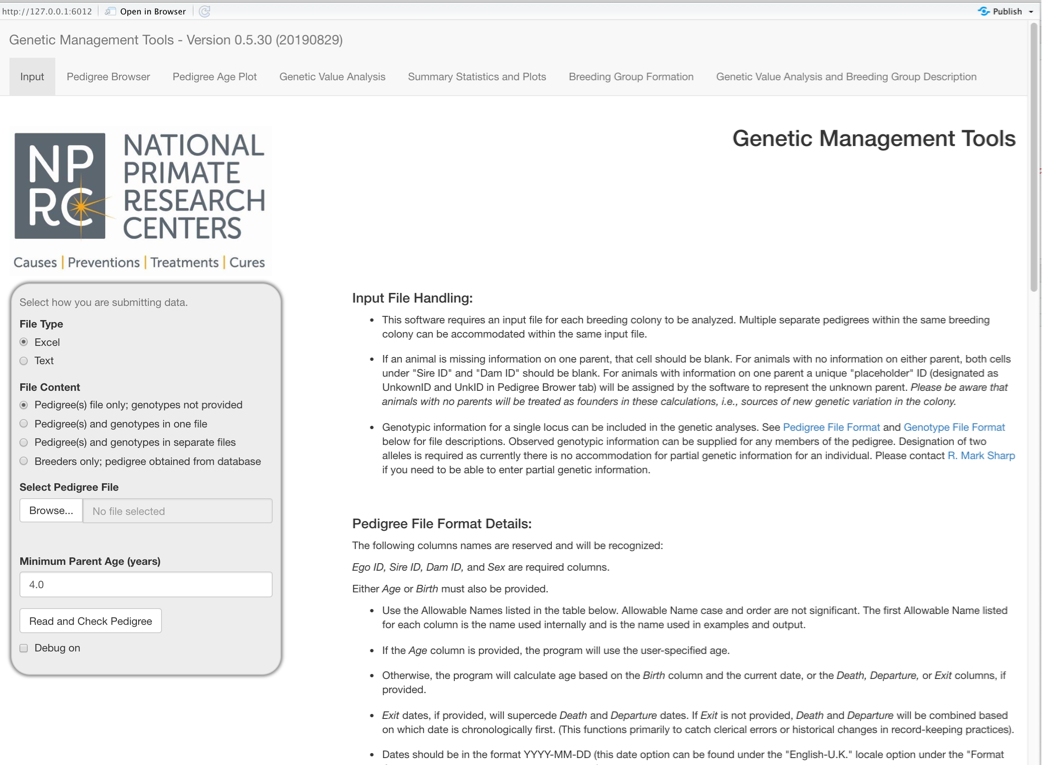 http://127.0.0.1:6012 Open in Browser Publish
Genetic Management Tools - Version 0.5.30 (20190829)
Input Pedigree Browser Pedigree Age Plot Genetic Value Analysis Summary Statistics and Plots Breeding Group Formation Genetic Value Analysis and Breeding Group Description
NPRC
NATIONAL
PRIMATE
RESEARCH
CENTERS
Causes | Preventions | Treatments | Cures
Genetic Management Tools
Select how you are submitting data.
File Type
Excel
Text
File Content
Pedigree(s) file only; genotypes not provided
Pedigree(s) and genotypes in one file
Pedigree(s) and genotypes in separate files
Breeders only; pedigree obtained from database
Select Pedigree File
Browse... No file selected
Minimum Parent Age (years)
4.0
Read and Check Pedigree
Debug on
Input File Handling:
• This software requires an input file for each breeding colony to be analyzed. Multiple separate pedigrees within the same breeding
colony can be accommodated within the same input file.
• If an animal is missing information on one parent, that cell should be blank. For animals with no information on either parent, both cells
under "Sire ID" and "Dam ID" should be blank. For animals with information on one parent a unique "placeholder" ID (designated as
UnkownID and UnkID in Pedigree Brower tab) will be assigned by the software to represent the unknown parent. Please be aware that
animals with no parents will be treated as founders in these calculations, i.e., sources of new genetic variation in the colony.
• Genotypic information for a single locus can be included in the genetic analyses. See Pedigree File Format and Genotype File Format
below for file descriptions. Observed genotypic information can be supplied for any members of the pedigree. Designation of two
alleles is required as currently there is no accommodation for partial genetic information for an individual. Please contact R. Mark Sharp
if you need to be able to enter partial genetic information.
Pedigree File Format Details:
The following columns names are reserved and will be recognized:
Ego ID, Sire ID, Dam ID, and Sex are required columns.
Either Age or Birth must also be provided.
• Use the Allowable Names listed in the table below. Allowable Name case and order are not significant. The first Allowable Name listed
for each column is the name used internally and is the name used in examples and output.
• If the Age column is provided, the program will use the user-specified age.
• Otherwise, the program will calculate age based on the Birth column and the current date, or the Death, Departure, or Exit columns, if
provided.
• Exit dates, if provided, will supercede Death and Departure dates. If Exit is not provided, Death and Departure will be combined based
on which date is chronologically first. (This functions primarily to catch clerical errors or historical changes in record-keeping practices).
• Dates should be in the format YYYY-MM-DD (this date option can be found under the "English-U.K." locale option under the "Format